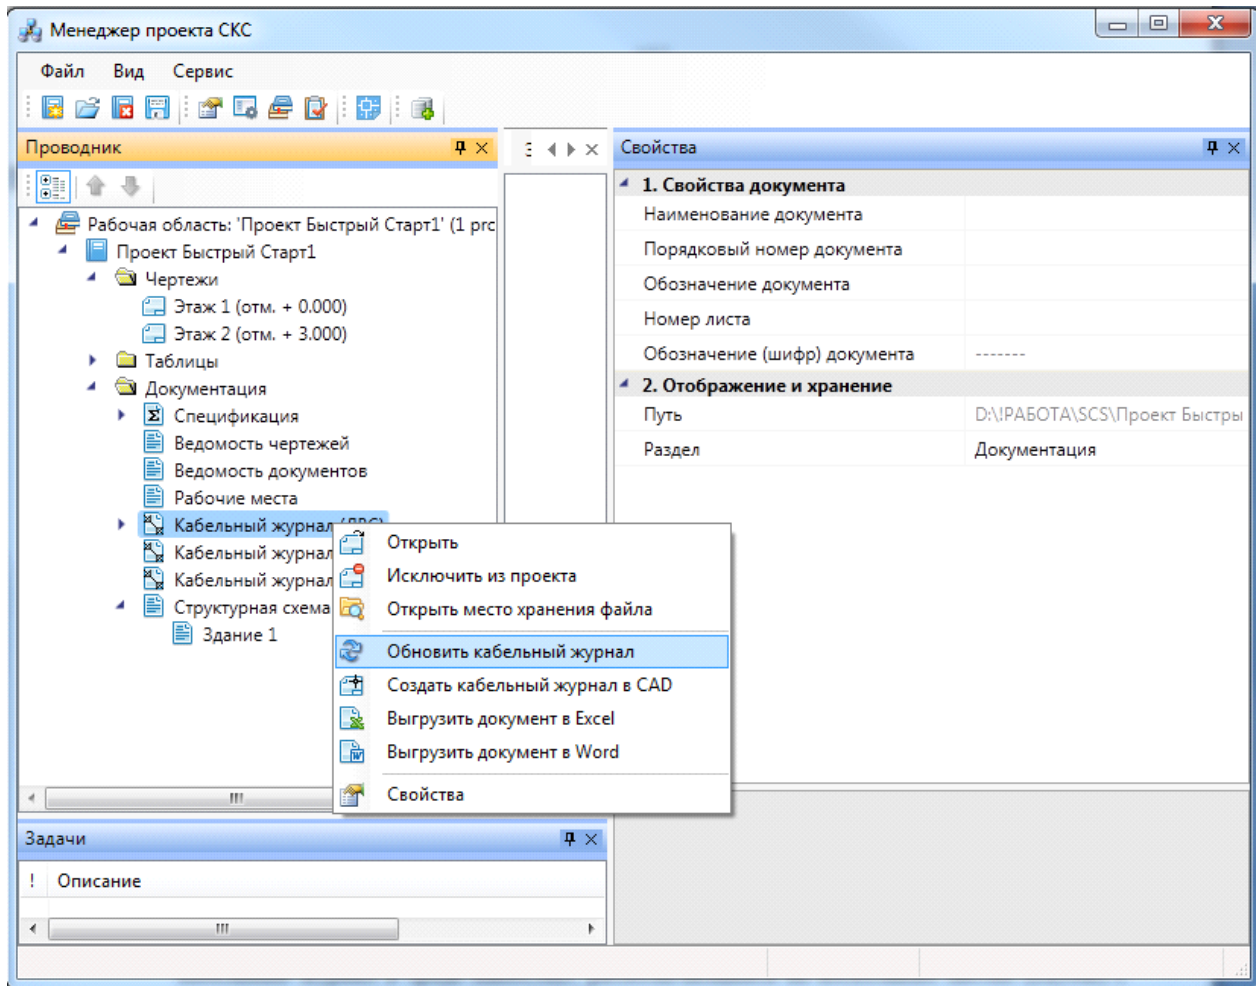 Менеджер проекта СКС
Файл Вид Сервис
Проводник
Свойства
Рабочая область: 'Проект Быстрый Старт1' (1 prc
Проект Быстрый Старт1
Чертежи
Этаж 1 (отм. + 0.000)
Этаж 2 (отм. + 3.000)
Таблицы
Документация
Спецификация
Ведомость чертежей
Ведомость документов
Рабочие места
Кабельный журнал
Кабельный журнал
Кабельный журнал
Структурная схема
Здание 1
Открыть
Исключить из проекта
Открыть место хранения файла
Обновить кабельный журнал
Создать кабельный журнал в CAD
Выгрузить документ в Excel
Выгрузить документ в Word
Свойства
1. Свойства документа
Наименование документа
Порядковый номер документа
Обозначение документа
Номер листа
Обозначение (шифр) документа -------
2. Отображение и хранение
Путь D:\!РАБОТА\SCS\Проект Быстры
Раздел Документация
Задачи
! Описание